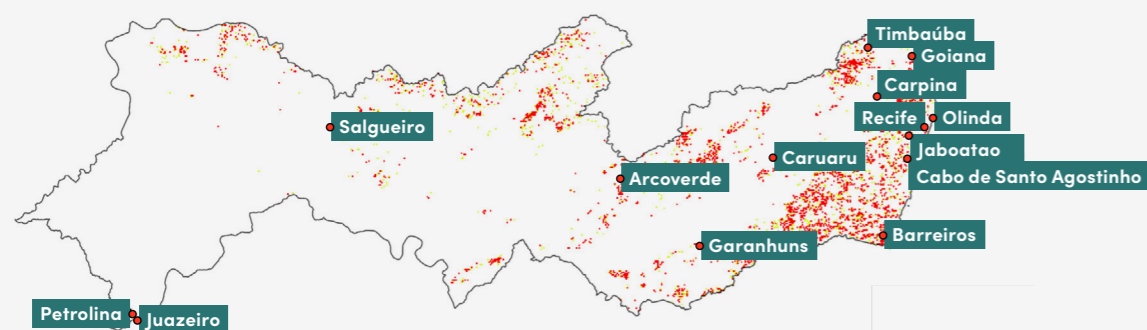 Timbaúba
Goiana
Carpina
Recife
Olinda
Salgueiro
Jaboatao
Caruaru
Cabo de Santo Agostinho
Arcoverde
Barreiros
Garanhuns
Petrolina
Juazeiro